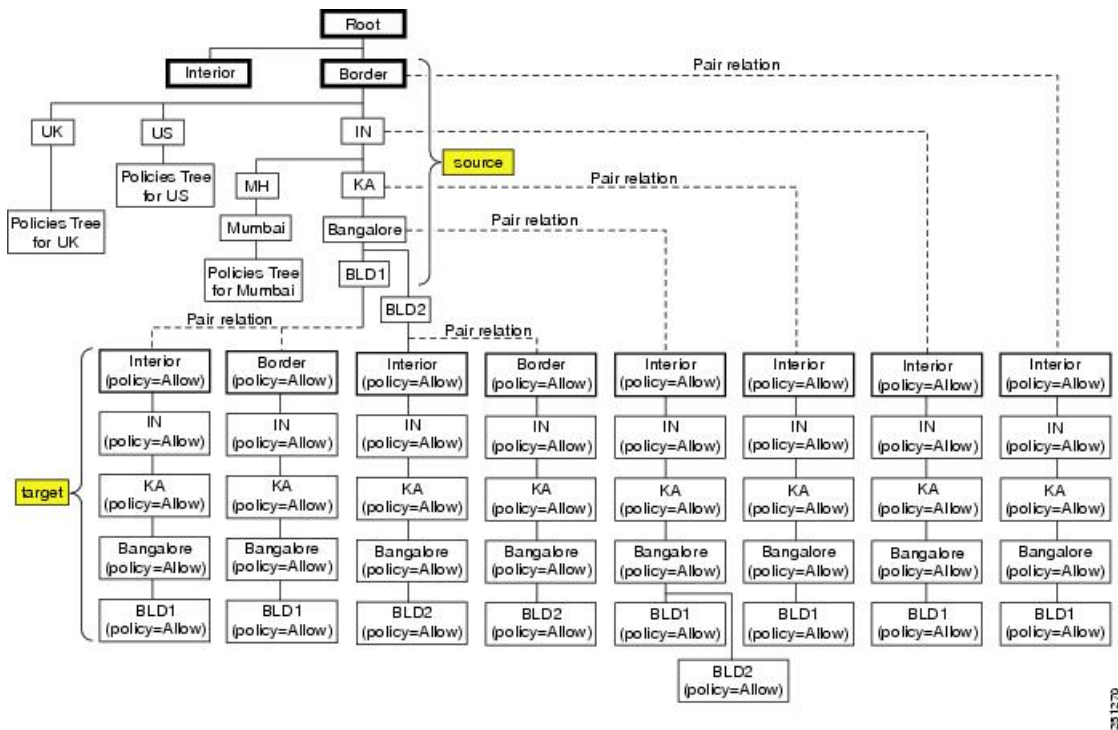 Root
Interior
Border
Pair relation
UK
US
IN
source
Policies Tree
for US
MH
KA
Pair relation
Policies Tree
for UK
Mumbai
Bangalore
Pair relation
Policies Tree
for Mumbai
BLD1
BLD2
Pair relation
Pair relation
Interior
(policy=Allow)
Border
(policy=Allow)
Interior
(policy=Allow)
Border
(policy=Allow)
Interior
(policy=Allow)
Interior
(policy=Allow)
Interior
(policy=Allow)
Interior
(policy=Allow)
IN
(policy=Allow)
IN
(policy=Allow)
IN
(policy=Allow)
IN
(policy=Allow)
IN
(policy=Allow)
IN
(policy=Allow)
IN
(policy=Allow)
IN
(policy=Allow)
target
KA
(policy=Allow)
KA
(policy=Allow)
KA
(policy=Allow)
KA
(policy=Allow)
KA
(policy=Allow)
KA
(policy=Allow)
KA
(policy=Allow)
KA
(policy=Allow)
Bangalore
(policy=Allow)
Bangalore
(policy=Allow)
Bangalore
(policy=Allow)
Bangalore
(policy=Allow)
Bangalore
(policy=Allow)
Bangalore
(policy=Allow)
Bangalore
(policy=Allow)
Bangalore
(policy=Allow)
BLD1
(policy=Allow)
BLD1
(policy=Allow)
BLD2
(policy=Allow)
BLD2
(policy=Allow)
BLD1
(policy=Allow)
BLD1
(policy=Allow)
BLD1
(policy=Allow)
BLD1
(policy=Allow)
BLD2
(policy=Allow)